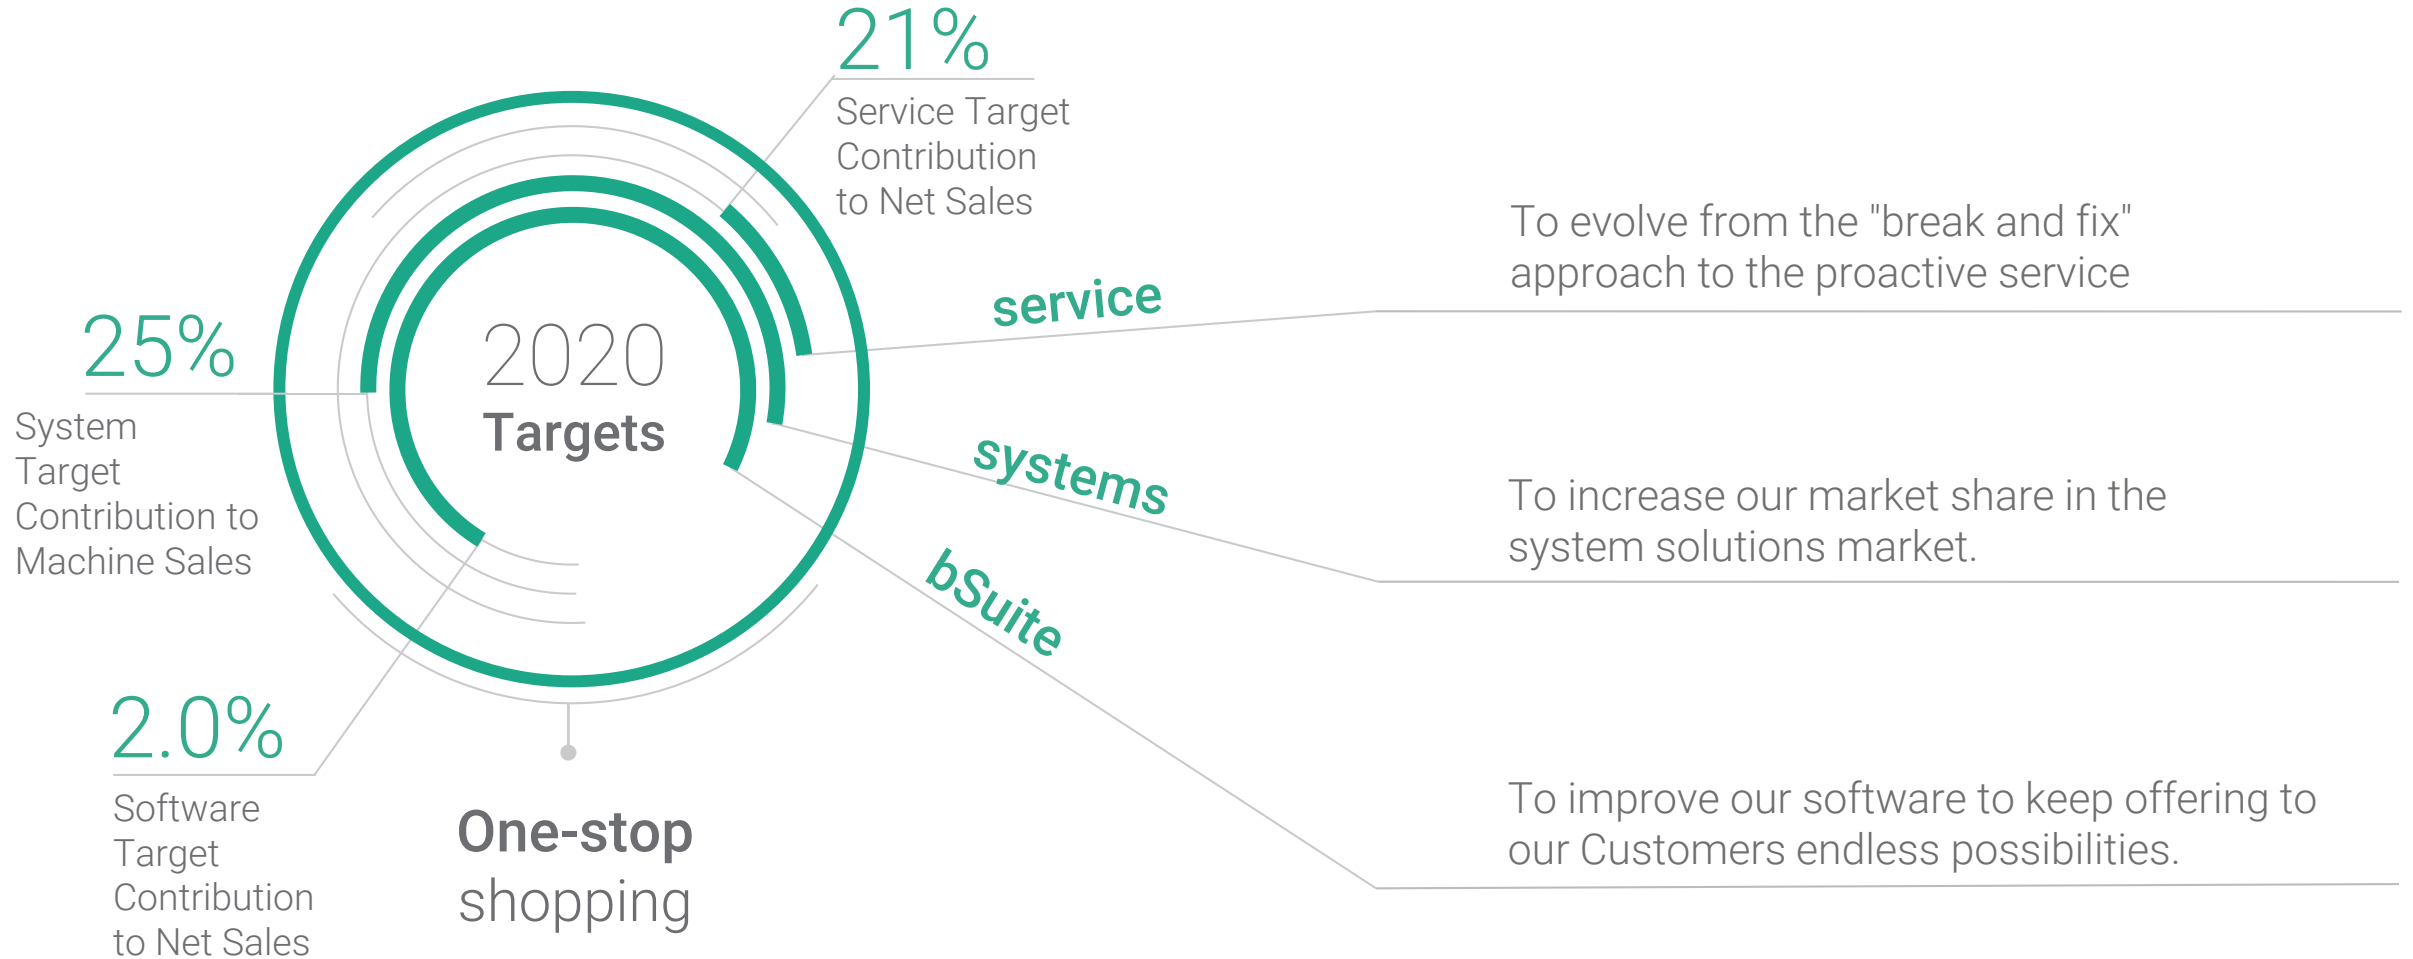 21%
Service Target
Contribution
to Net Sales
25%
System
Target
Contribution to
Machine Sales
2.0%
Software
Target
Contribution
to Net Sales
2020
Targets
One-stop
shopping
service
To evolve from the "break and fix"
approach to the proactive service
systems
To increase our market share in the
system solutions market.
bSuite
To improve our software to keep offering to
our Customers endless possibilities.